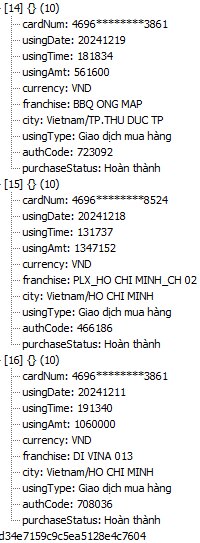 [14] {} (10)
cardNum: 4696********3861
usingDate: 20241219
usingTime: 181834
usingAmt: 561600
currency: VND
franchise: BBQ ONG MAP
city: Vietnam/TP.THU DUC TP
usingType: Giao dịch mua hàng
authCode: 723092
purchaseStatus: Hoàn thành
[15] {} (10)
cardNum: 4696********8524
usingDate: 20241218
usingTime: 131737
usingAmt: 1347152
currency: VND
franchise: PLX_HO CHI MINH_CH 02
city: Vietnam/HO CHI MINH
usingType: Giao dịch mua hàng
authCode: 466186
purchaseStatus: Hoàn thành
[16] {} (10)
cardNum: 4696********3861
usingDate: 20241211
usingTime: 191340
usingAmt: 1060000
currency: VND
franchise: DI VINA 013
city: Vietnam/HO CHI MINH
usingType: Giao dịch mua hàng
authCode: 708036
purchaseStatus: Hoàn thành
d34e7159c9c5ea5128e4c7604